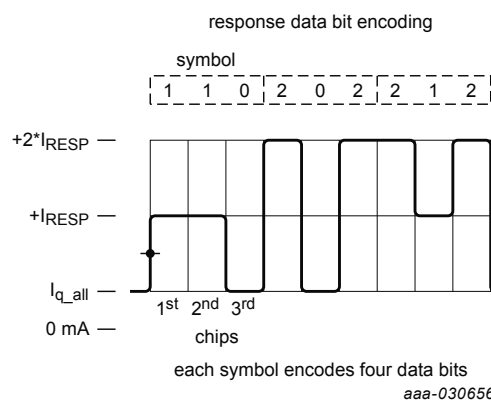 response data bit encoding
symbol
1 1 0 2 0 2 2 1 2
+2*IRESP
+IRESP
Iq_all
1st 2nd 3rd
0 mA
chips
each symbol encodes four data bits
aaa-030656